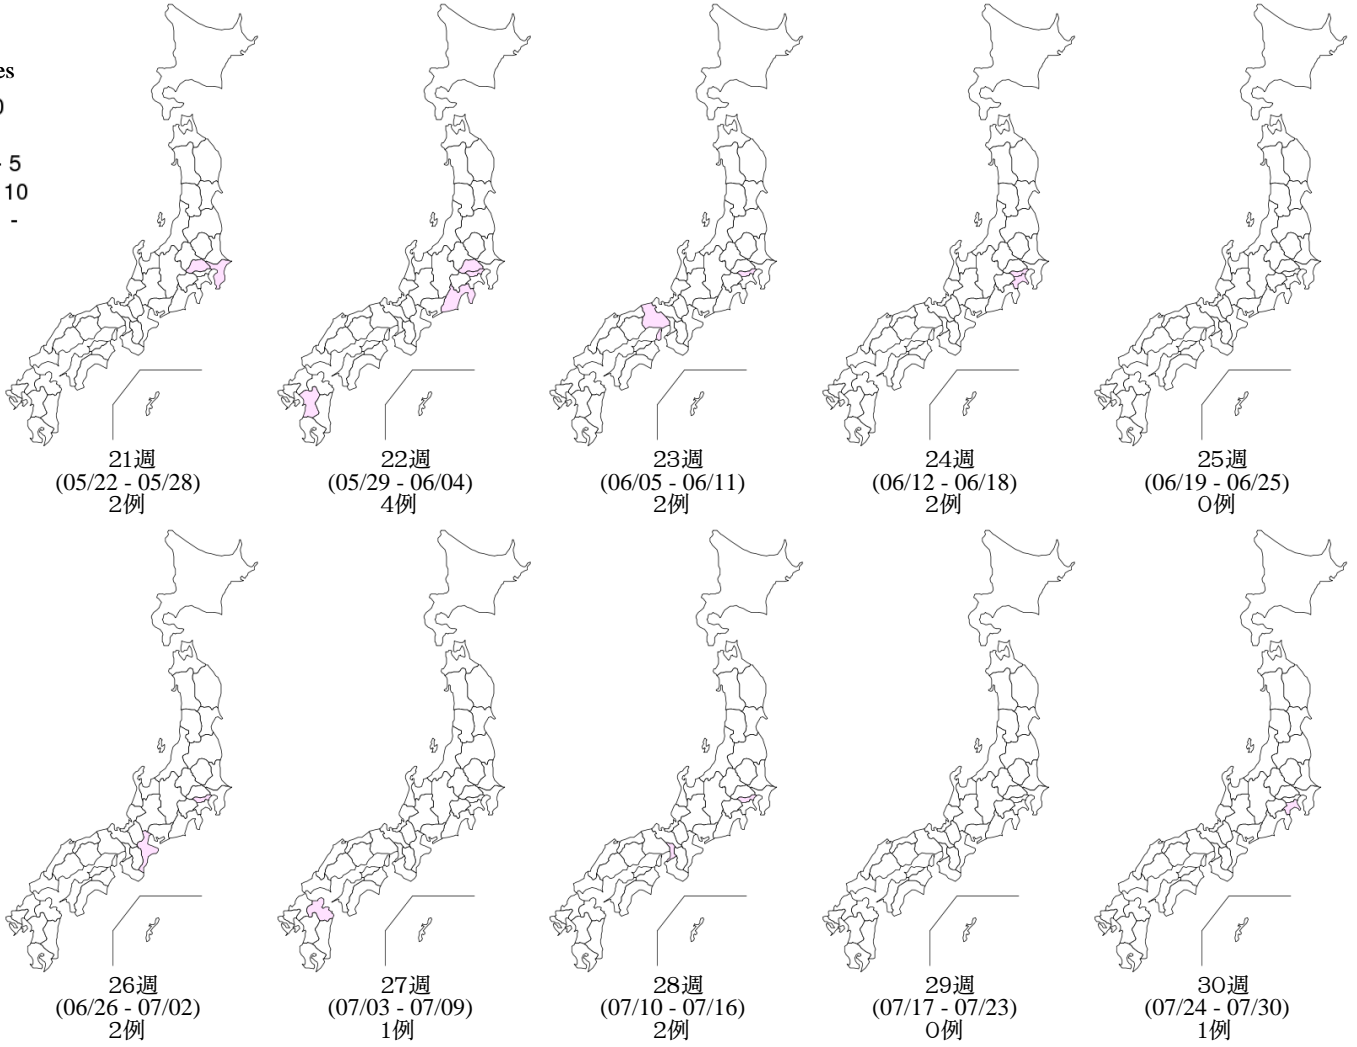 es
0
- 5
10
-
21週
(05/22 - 05/28)
2例
22週
(05/29 - 06/04)
4例
23週
(06/05 - 06/11)
2例
24週
(06/12 - 06/18)
2例
25週
(06/19 - 06/25)
0例
26週
(06/26 - 07/02)
2例
27週
(07/03 - 07/09)
1例
28週
(07/10 - 07/16)
2例
29週
(07/17 - 07/23)
0例
30週
(07/24 - 07/30)
1例